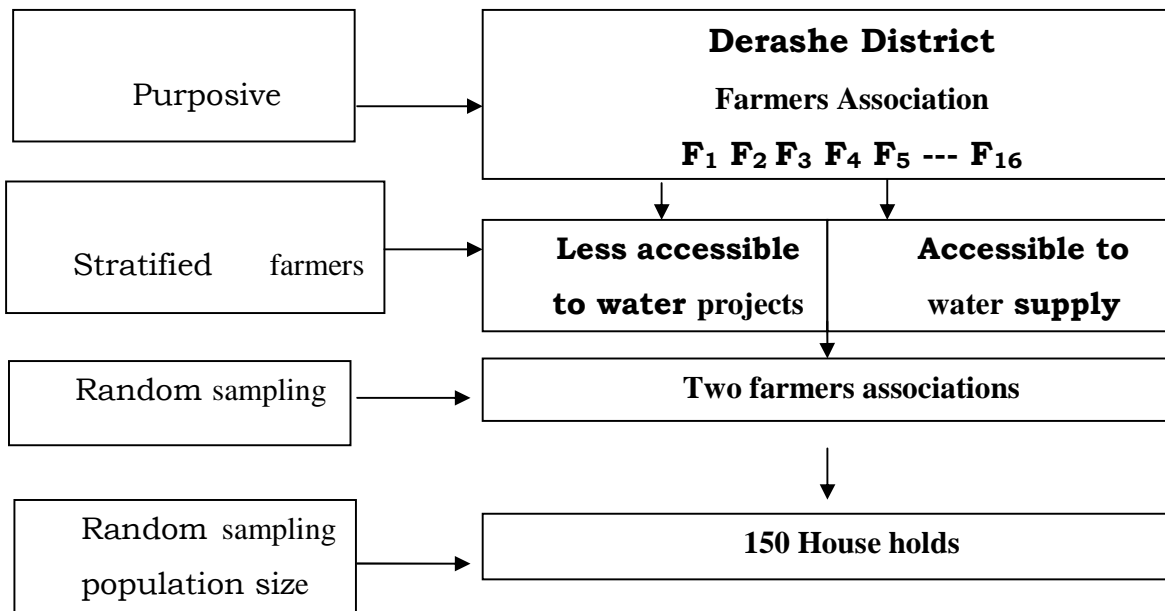 Purposive
Derashe District
Farmers Association
F₁ F₂ F₃ F₄ F₅ --- F₁₆
Stratified farmers
Less accessible
to water projects
Accessible to
water supply
Random sampling
Two farmers associations
Random sampling
population size
150 House holds